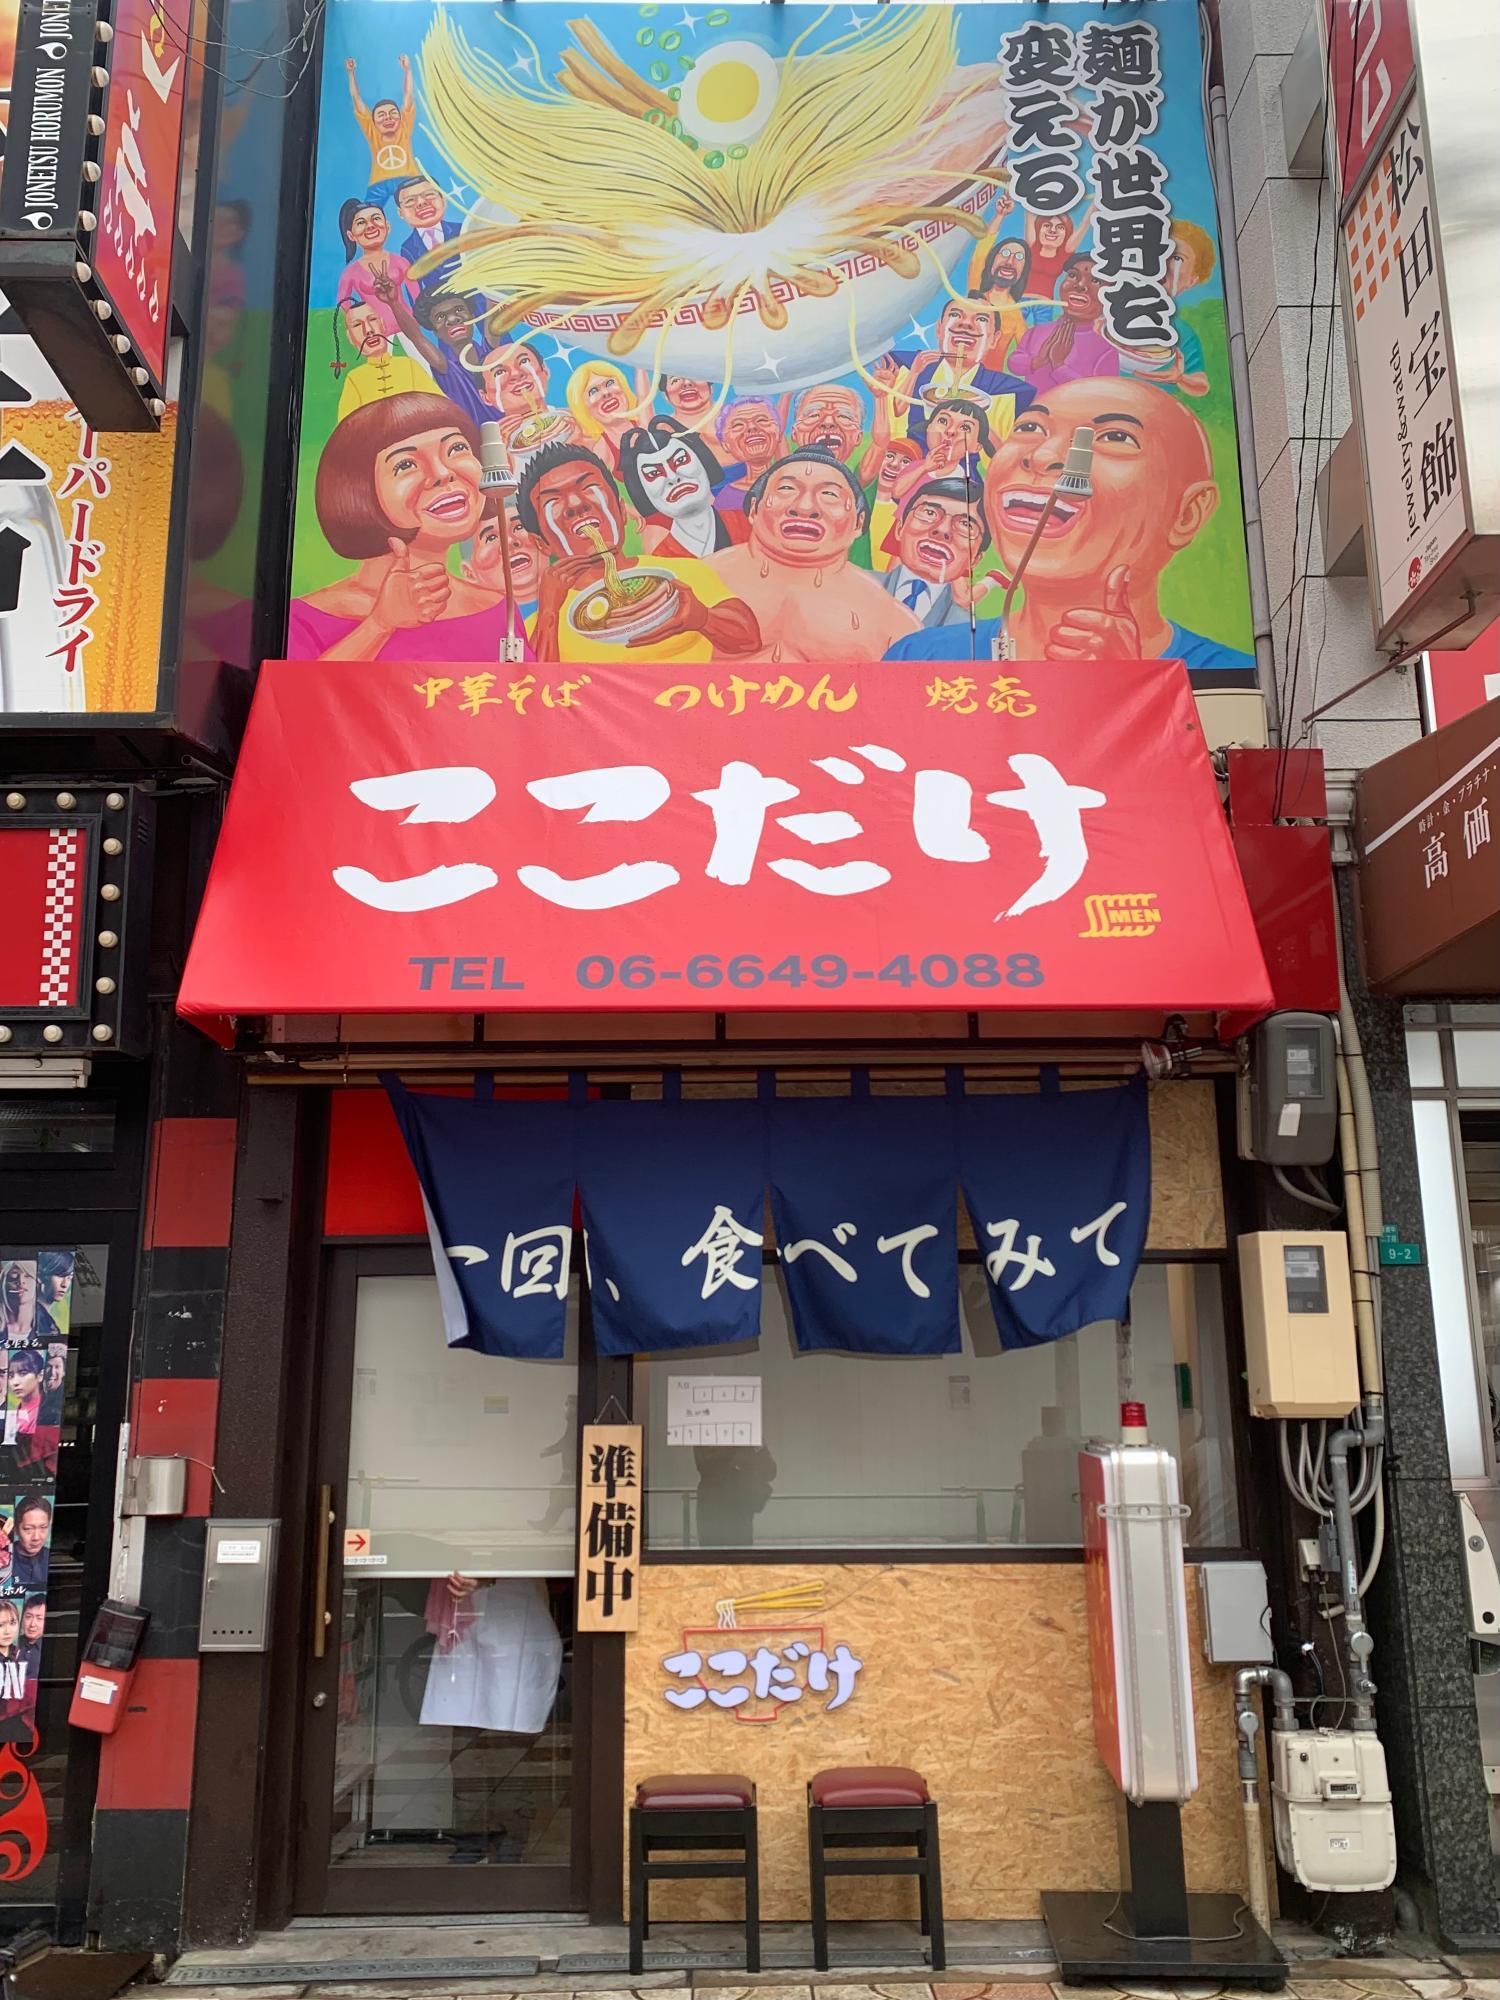 JONETSU HORUMON
JONE
麺が世界を
変える
松田宝飾
jewelry & watch
Japan
パードライ
中華そば つけめん 焼売
ここだけ
MEN
TEL 06-6649-4088
時計・金・プラチナ・
高価
一回、食べてみて
9-2
準備中
ここだけ